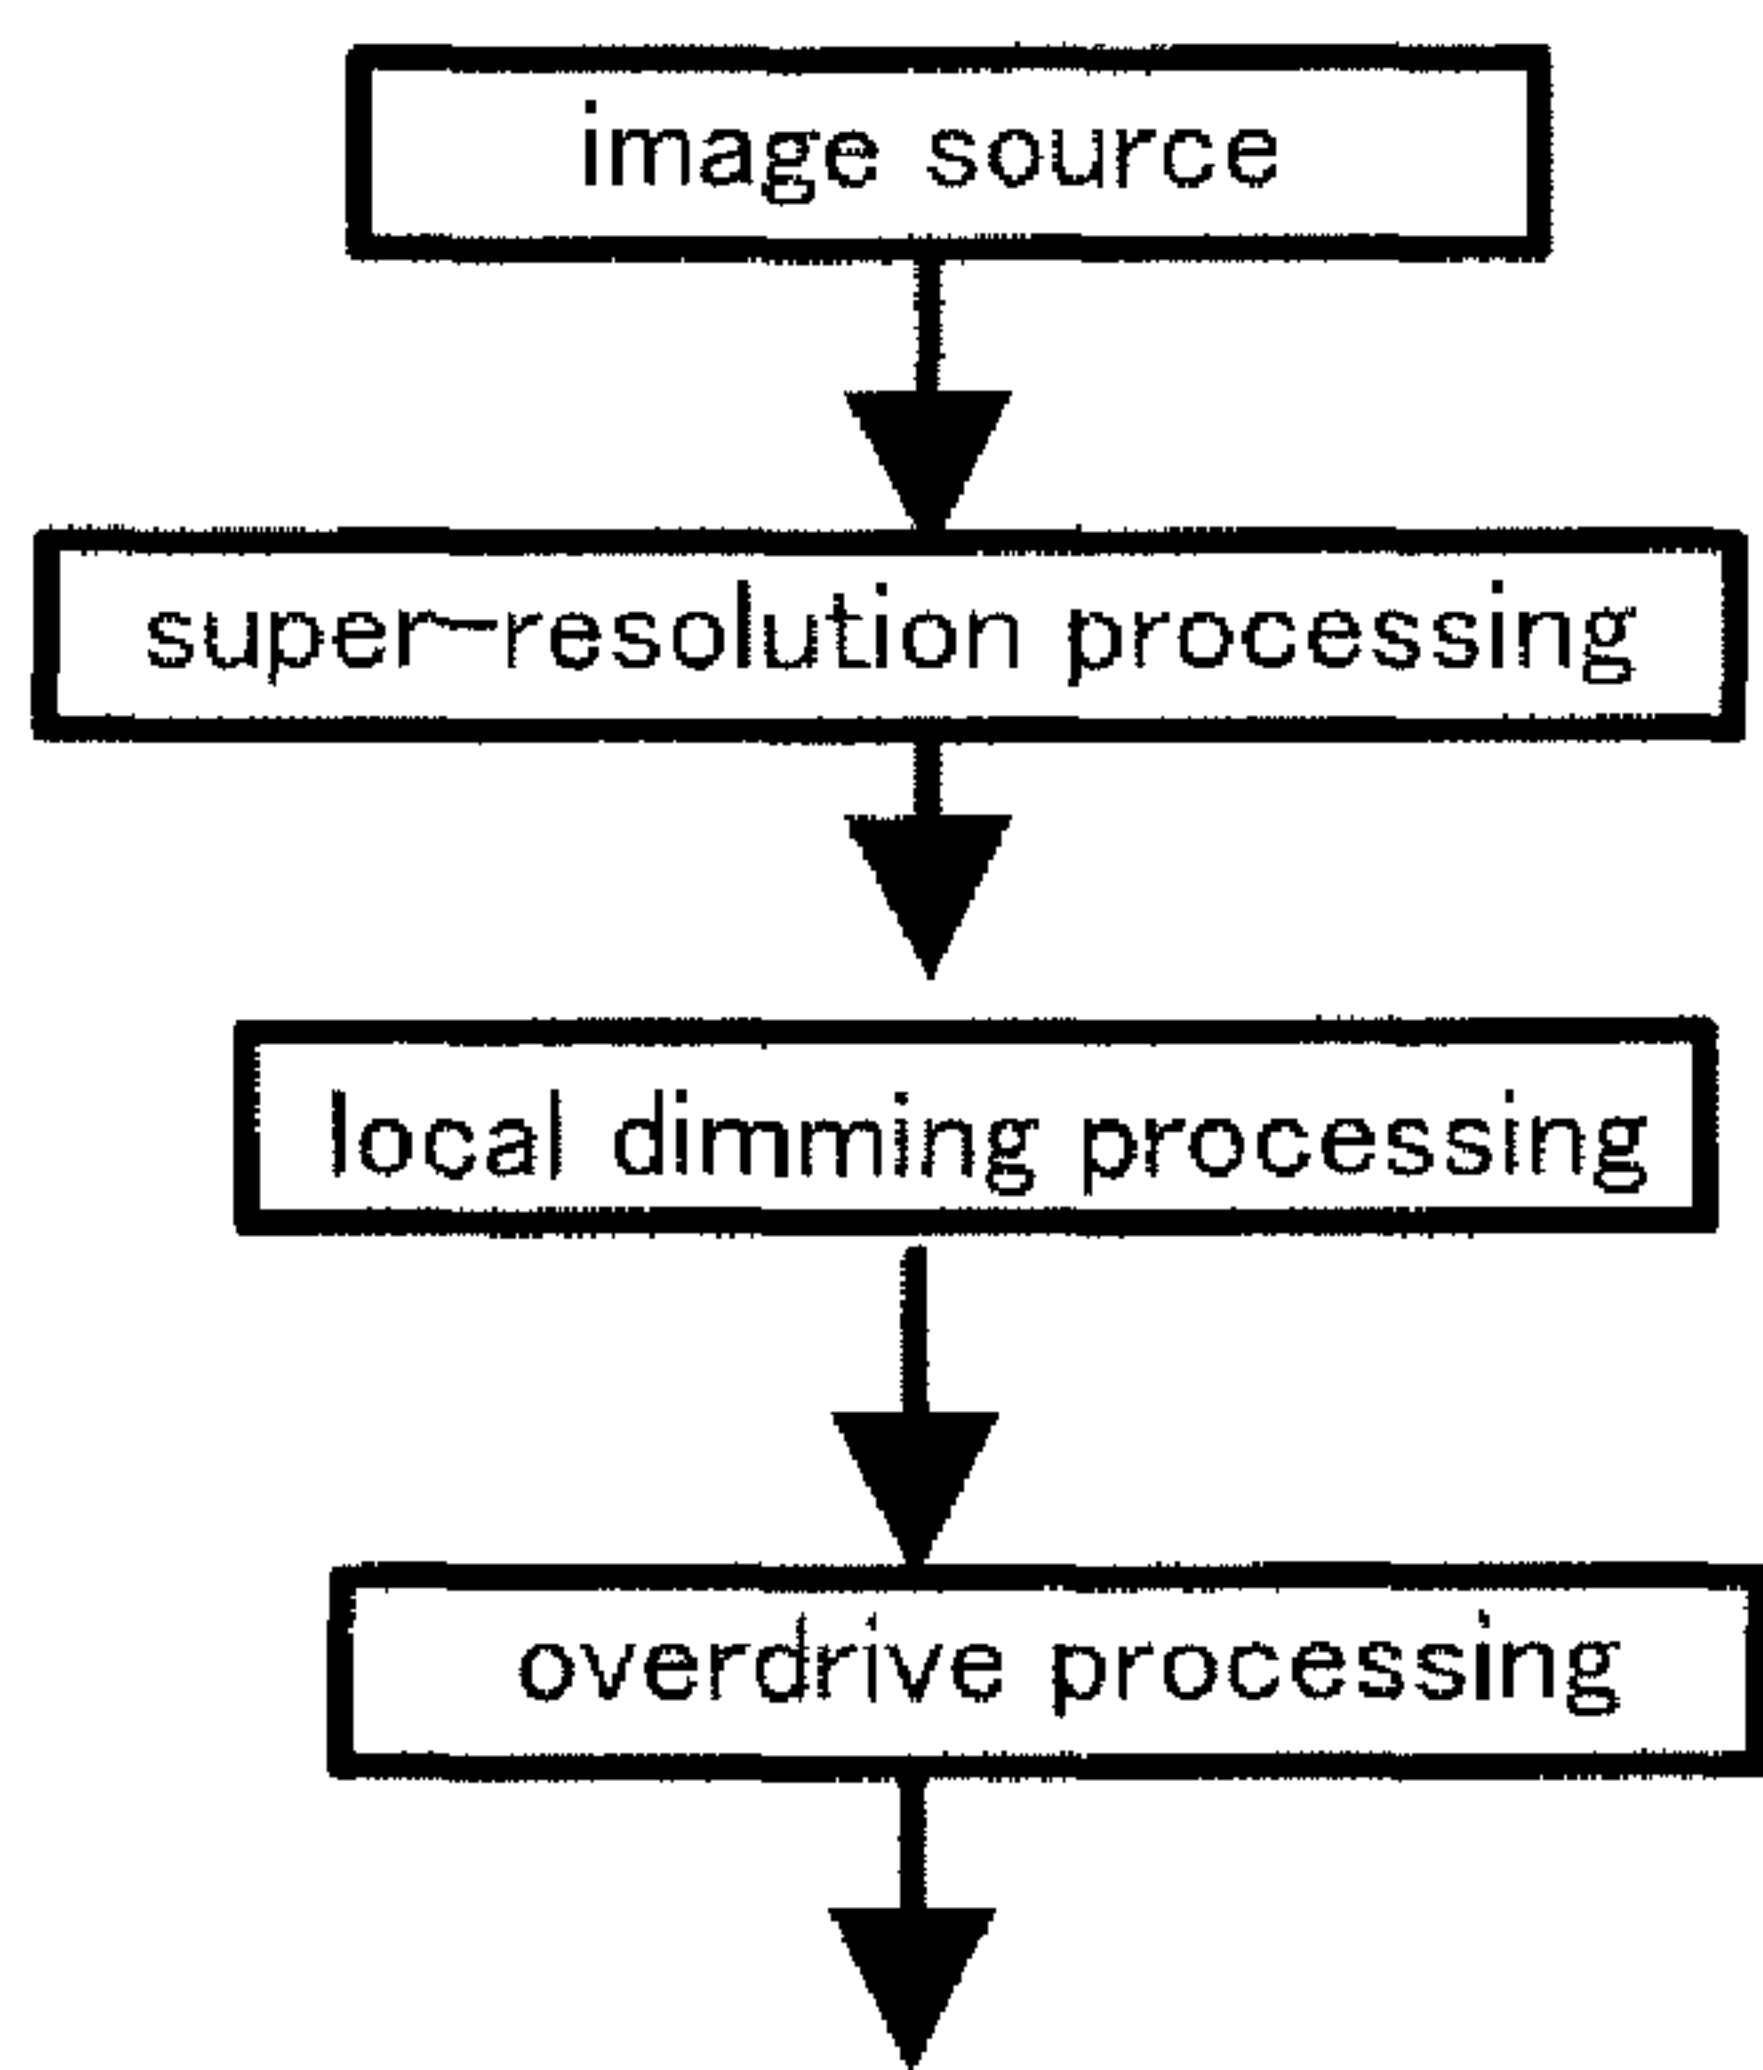 image source
super-resolution processing
local dimming processing
overdrive processing